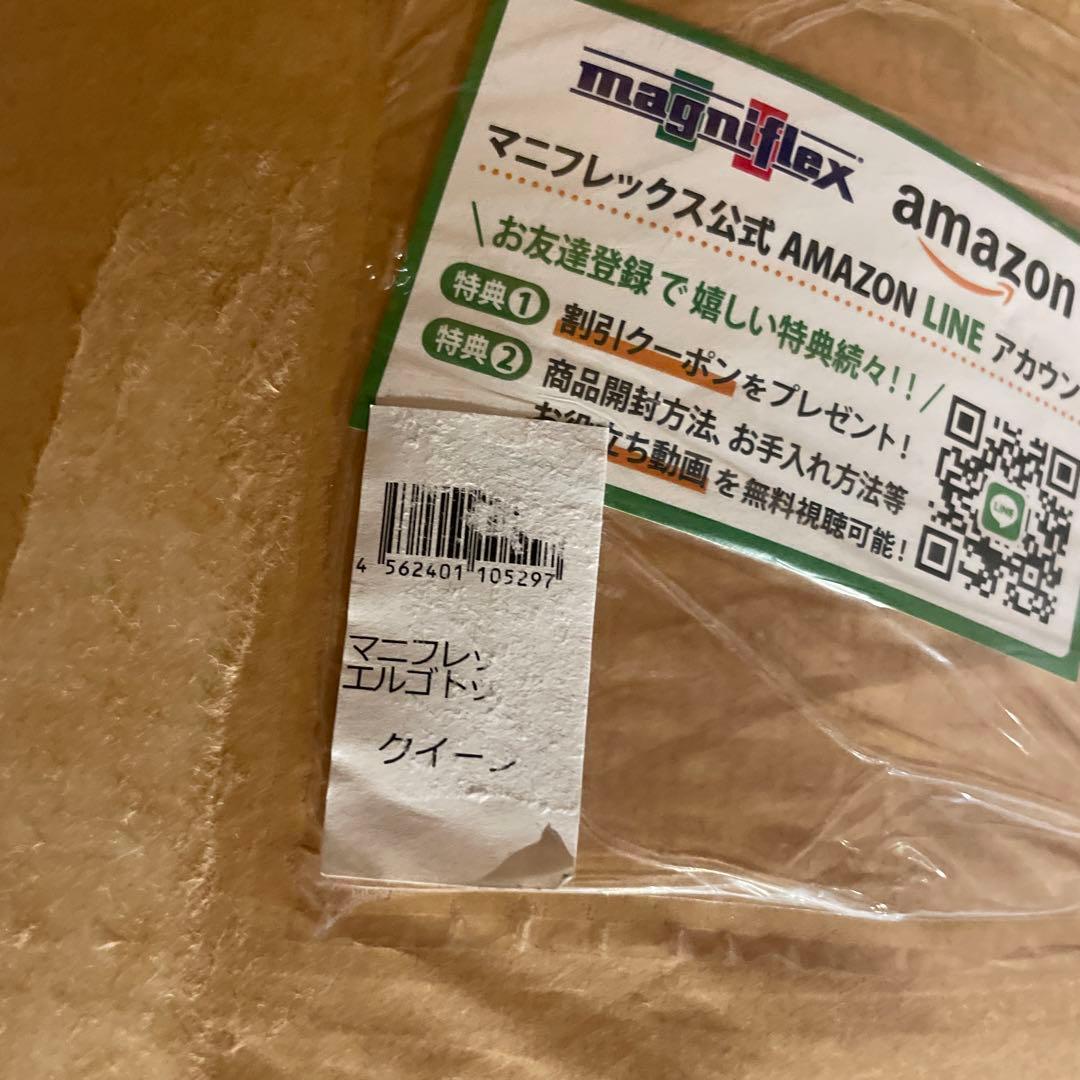 magniflex
amazon
マニフレックス公式 AMAZON LINE アカウン
\お友達登録で嬉しい特典続々!!/
特典① 割引クーポンをプレゼント!
特典② 商品開封方法、お手入れ方法等
お役立ち動画を無料視聴可能!
LINE
4 562401 105297
マニフレッ
エルゴトッ
クイーン